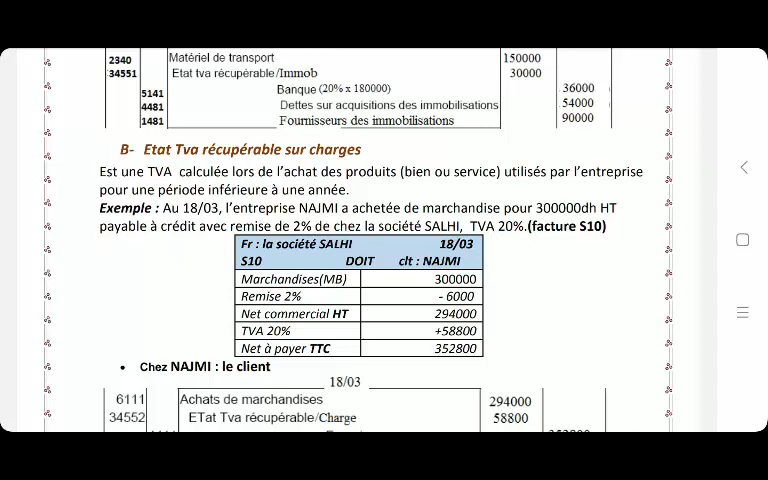 2340 Matériel de transport 150000
34551 Etat tva récupérable/Immob 30000
5141 Banque (20% x 180000) 36000
4481 Dettes sur acquisitions des immobilisations 54000
1481 Fournisseurs des immobilisations 90000
B- Etat Tva récupérable sur charges
Est une TVA calculée lors de l'achat des produits (bien ou service) utilisés par l'entreprise
pour une période inférieure à une année.
Exemple : Au 18/03, l'entreprise NAJMI a achetée de marchandise pour 300000dh HT
payable à crédit avec remise de 2% de chez la société SALHI, TVA 20%.(facture S10)
Fr : la société SALHI 18/03
S10 DOIT clt : NAJMI
Marchandises(MB) 300000
Remise 2% - 6000
Net commercial HT 294000
TVA 20% +58800
Net à payer TTC 352800
• Chez NAJMI : le client
18/03
6111 Achats de marchandises 294000
34552 ETat Tva récupérable/Charge 58800